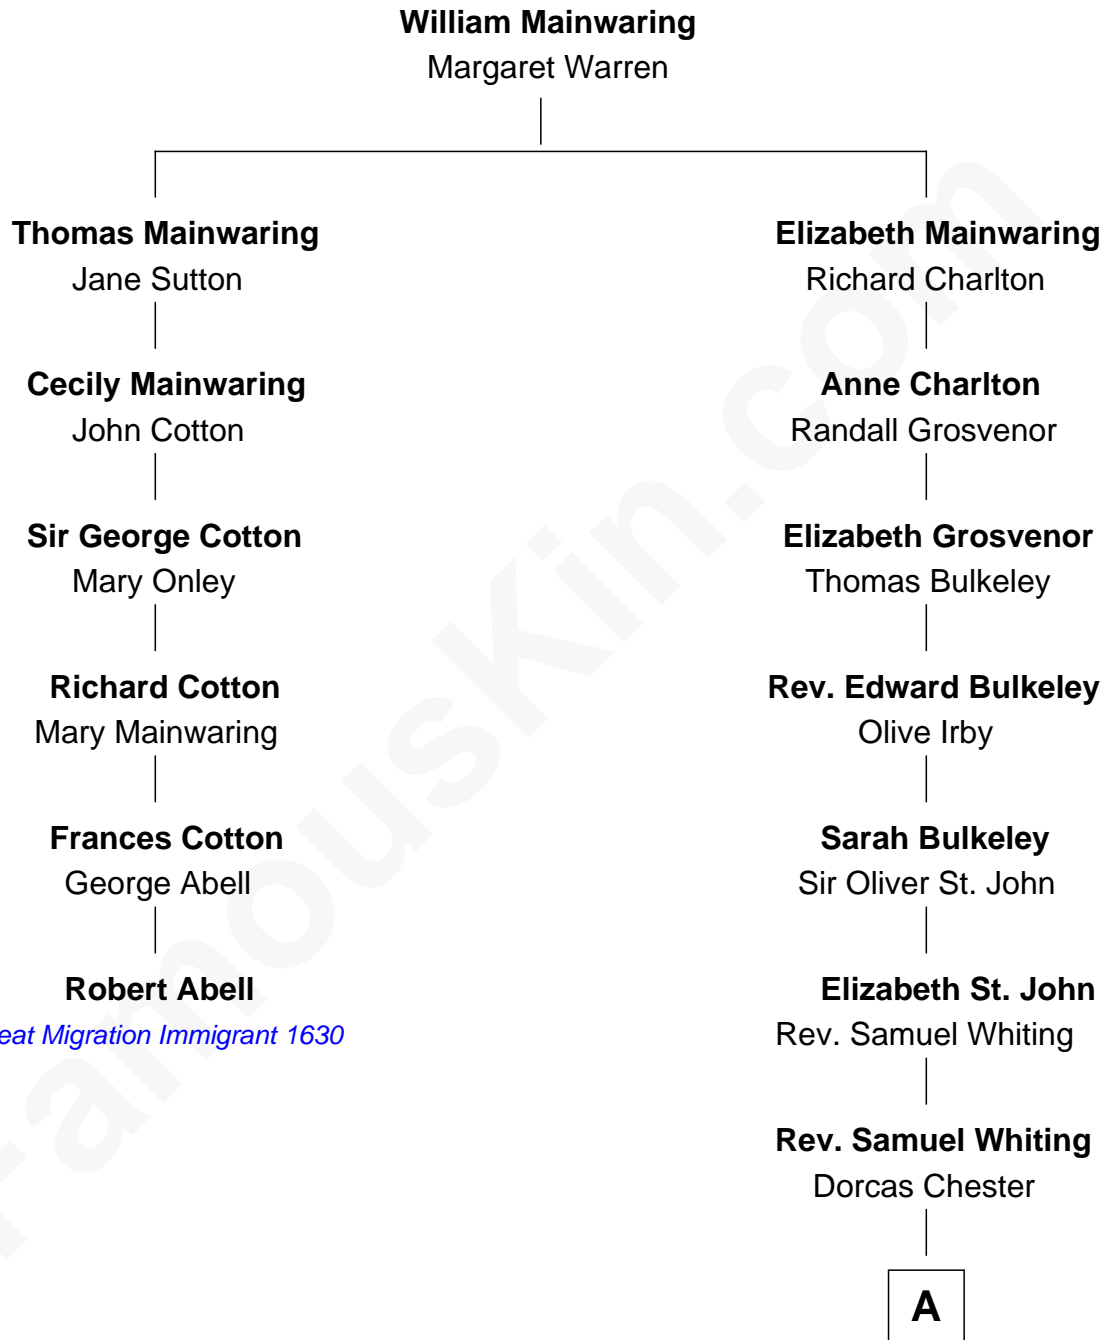 William Mainwaring
Margaret Warren
Thomas Mainwaring
Jane Sutton
Elizabeth Mainwaring
Richard Charlton
Cecily Mainwaring
John Cotton
Anne Charlton
Randall Grosvenor
Sir George Cotton
Mary Onley
Elizabeth Grosvenor
Thomas Bulkeley
Richard Cotton
Mary Mainwaring
Rev. Edward Bulkeley
Olive Irby
Frances Cotton
George Abell
Sarah Bulkeley
Sir Oliver St. John
Robert Abell
eat Migration Immigrant 1630
Elizabeth St. John
Rev. Samuel Whiting
Rev. Samuel Whiting
Dorcas Chester
A
FamousKin.com